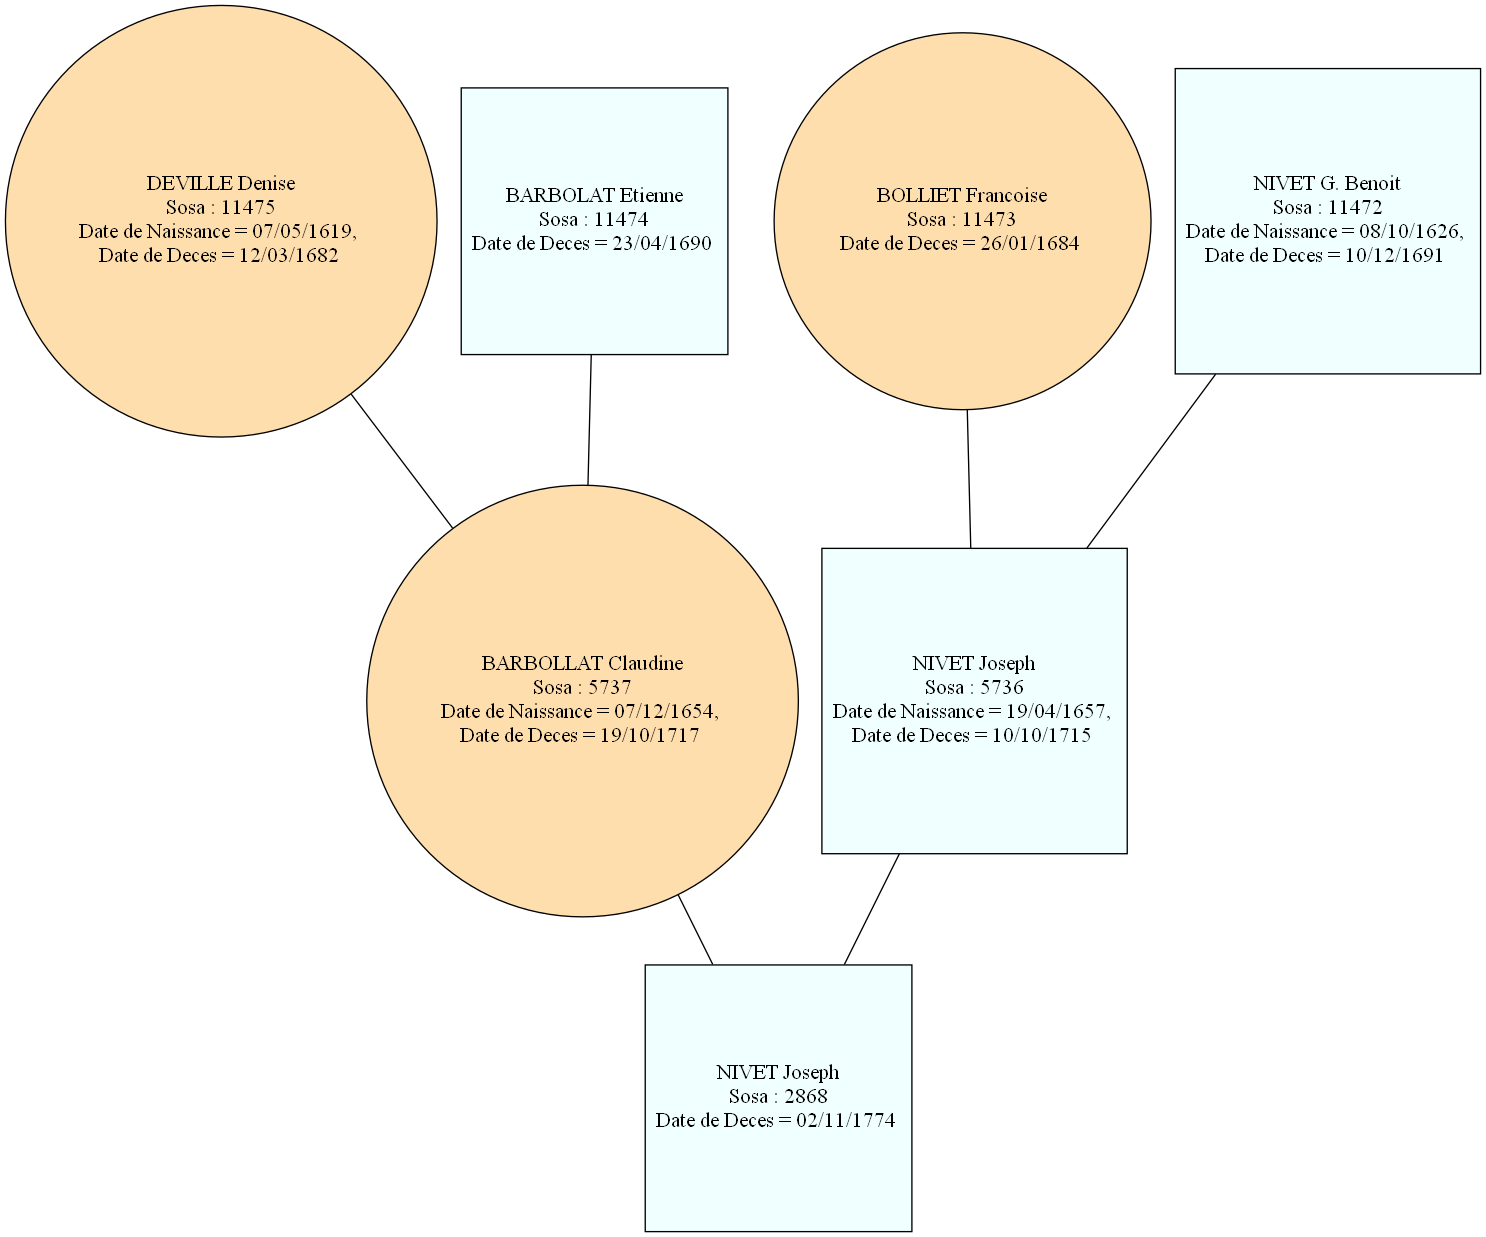 DEVILLE Denise
Sosa : 11475
Date de Naissance = 07/05/1619,
Date de Deces = 12/03/1682
BARBOLAT Etienne
Sosa : 11474
Date de Deces = 23/04/1690
BOLLIET Francoise
Sosa : 11473
Date de Deces = 26/01/1684
NIVET G. Benoit
Sosa : 11472
Date de Naissance = 08/10/1626,
Date de Deces = 10/12/1691
BARBOLLAT Claudine
Sosa : 5737
Date de Naissance = 07/12/1654,
Date de Deces = 19/10/1717
NIVET Joseph
Sosa : 5736
Date de Naissance = 19/04/1657,
Date de Deces = 10/10/1715
NIVET Joseph
Sosa : 2868
Date de Deces = 02/11/1774